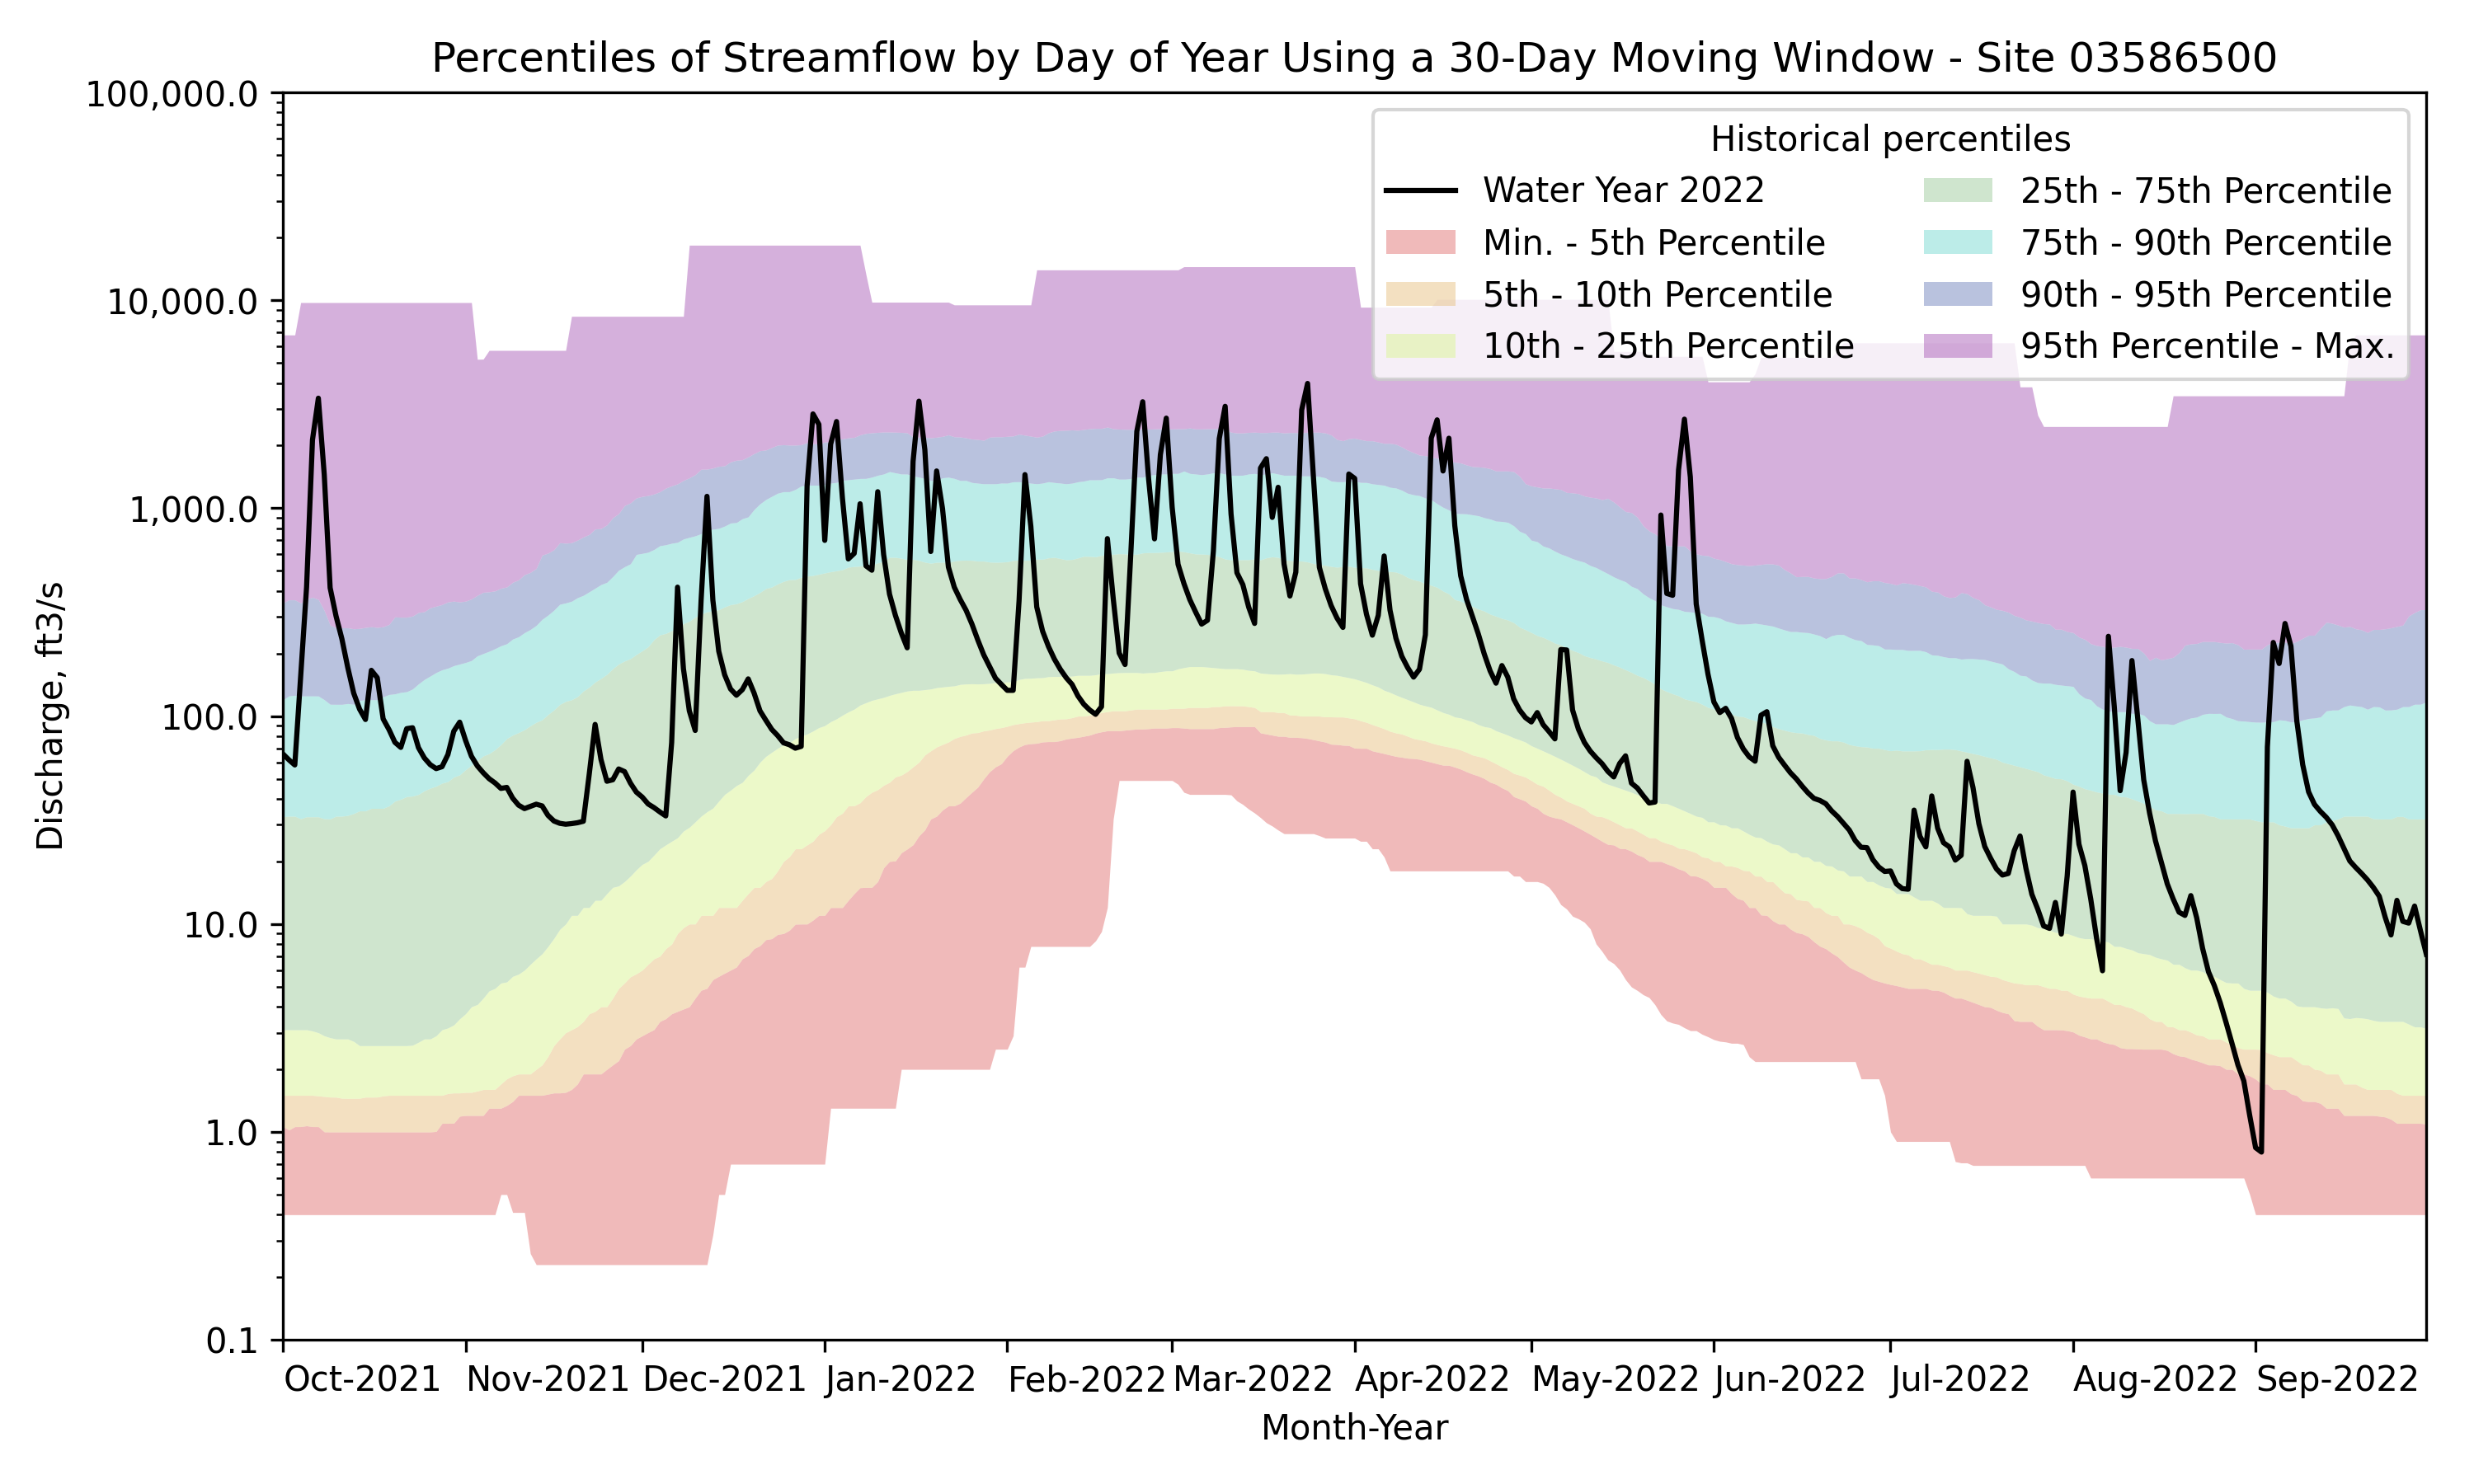 Percentiles of Streamflow by Day of Year Using a 30-Day Moving Window - Site 03586500
100,000.0
10,000.0
1,000.0
100.0
10.0
1.0
0.1
Discharge, ft3/s
Historical percentiles
Water Year 2022
Min. - 5th Percentile
5th - 10th Percentile
10th - 25th Percentile
25th - 75th Percentile
75th - 90th Percentile
90th - 95th Percentile
95th Percentile - Max.
Oct-2021 Nov-2021 Dec-2021 Jan-2022 Feb-2022 Mar-2022 Apr-2022 May-2022 Jun-2022 Jul-2022 Aug-2022 Sep-2022
Month-Year